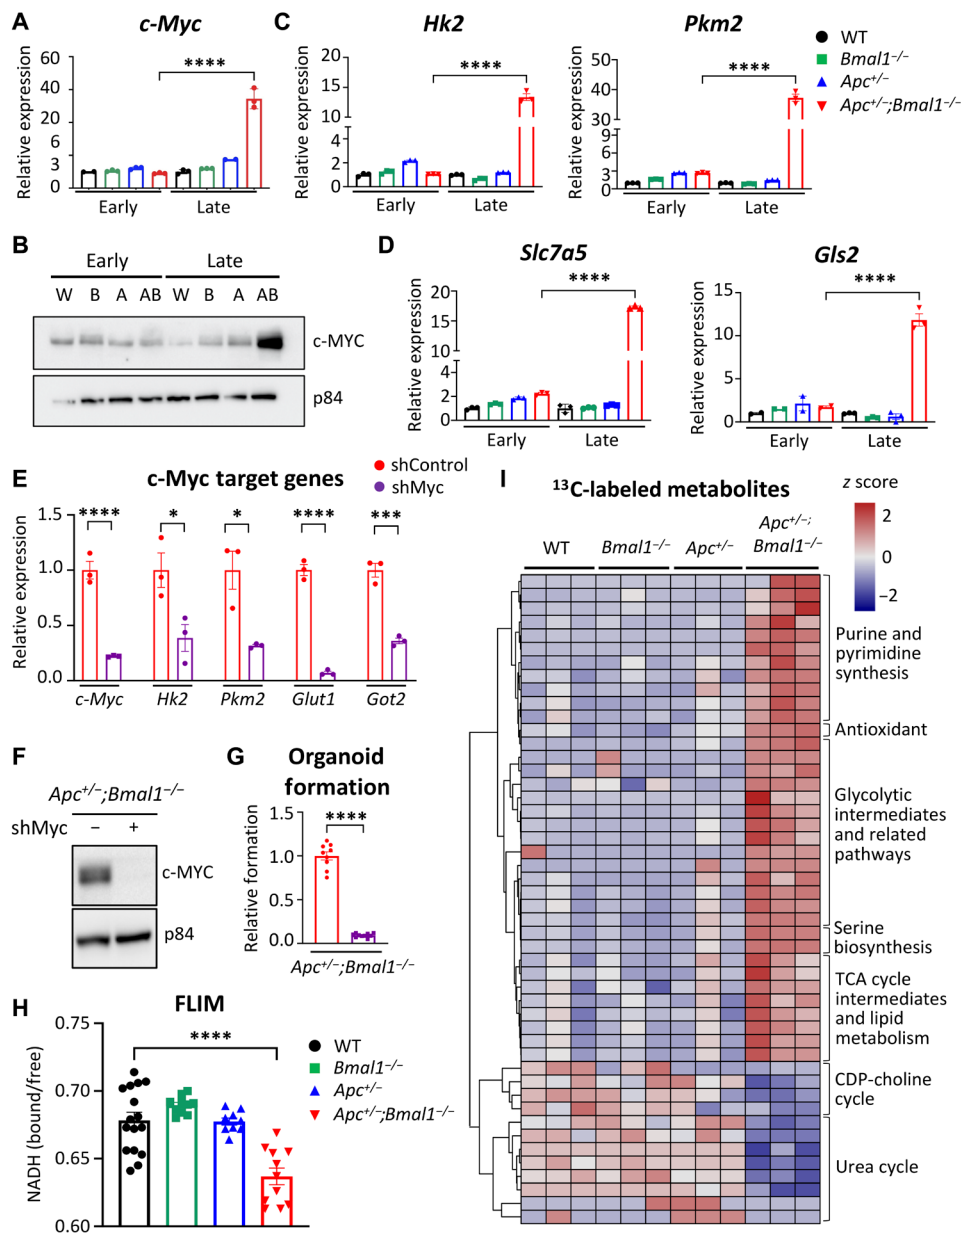 A
c-Myc
Relative expression
60
40
20
6
3
0
****
Early
Late
C
Hk2
Relative expression
20
15
10
4
2
0
****
Early
Late
Pkm2
Relative expression
50
40
30
20
9
6
3
0
****
Early
Late
WT
Bmal1−/−
Apc+/−
Apc+/−;Bmal1−/−
B
Early
Late
W B A AB W B A AB
c-MYC
p84
D
Slc7a5
Relative expression
20
15
10
4
2
0
****
Early
Late
Gls2
Relative expression
15
10
5
0
****
Early
Late
E
c-Myc target genes
shControl
shMyc
Relative expression
1.5
1.0
0.5
0.0
**** * * **** ***
c-Myc Hk2 Pkm2 Glut1 Got2
F
Apc+/−;Bmal1−/−
shMyc − +
c-MYC
p84
G
Organoid
formation
Relative formation
1.5
1.0
0.5
0.0
****
Apc+/−;Bmal1−/−
H
FLIM
NADH (bound/free)
0.75
0.70
0.65
0.60
****
WT
Bmal1−/−
Apc+/−
Apc+/−;Bmal1−/−
I
13C-labeled metabolites
z score
2
0
−2
WT
Bmal1−/−
Apc+/−
Apc+/−;
Bmal1−/−
Purine and
pyrimidine
synthesis
Antioxidant
Glycolytic
intermediates
and related
pathways
Serine
biosynthesis
TCA cycle
intermediates
and lipid
metabolism
CDP-choline
cycle
Urea cycle